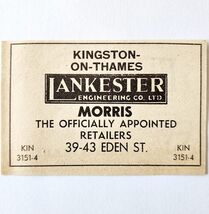 KINGSTON-
ON-THAMES
LANKESTER
ENGINEERING CO. LTD
MORRIS
THE OFFICIALLY APPOINTED
RETAILERS
39-43 EDEN ST.
KIN
3151-4
KIN
3151-4